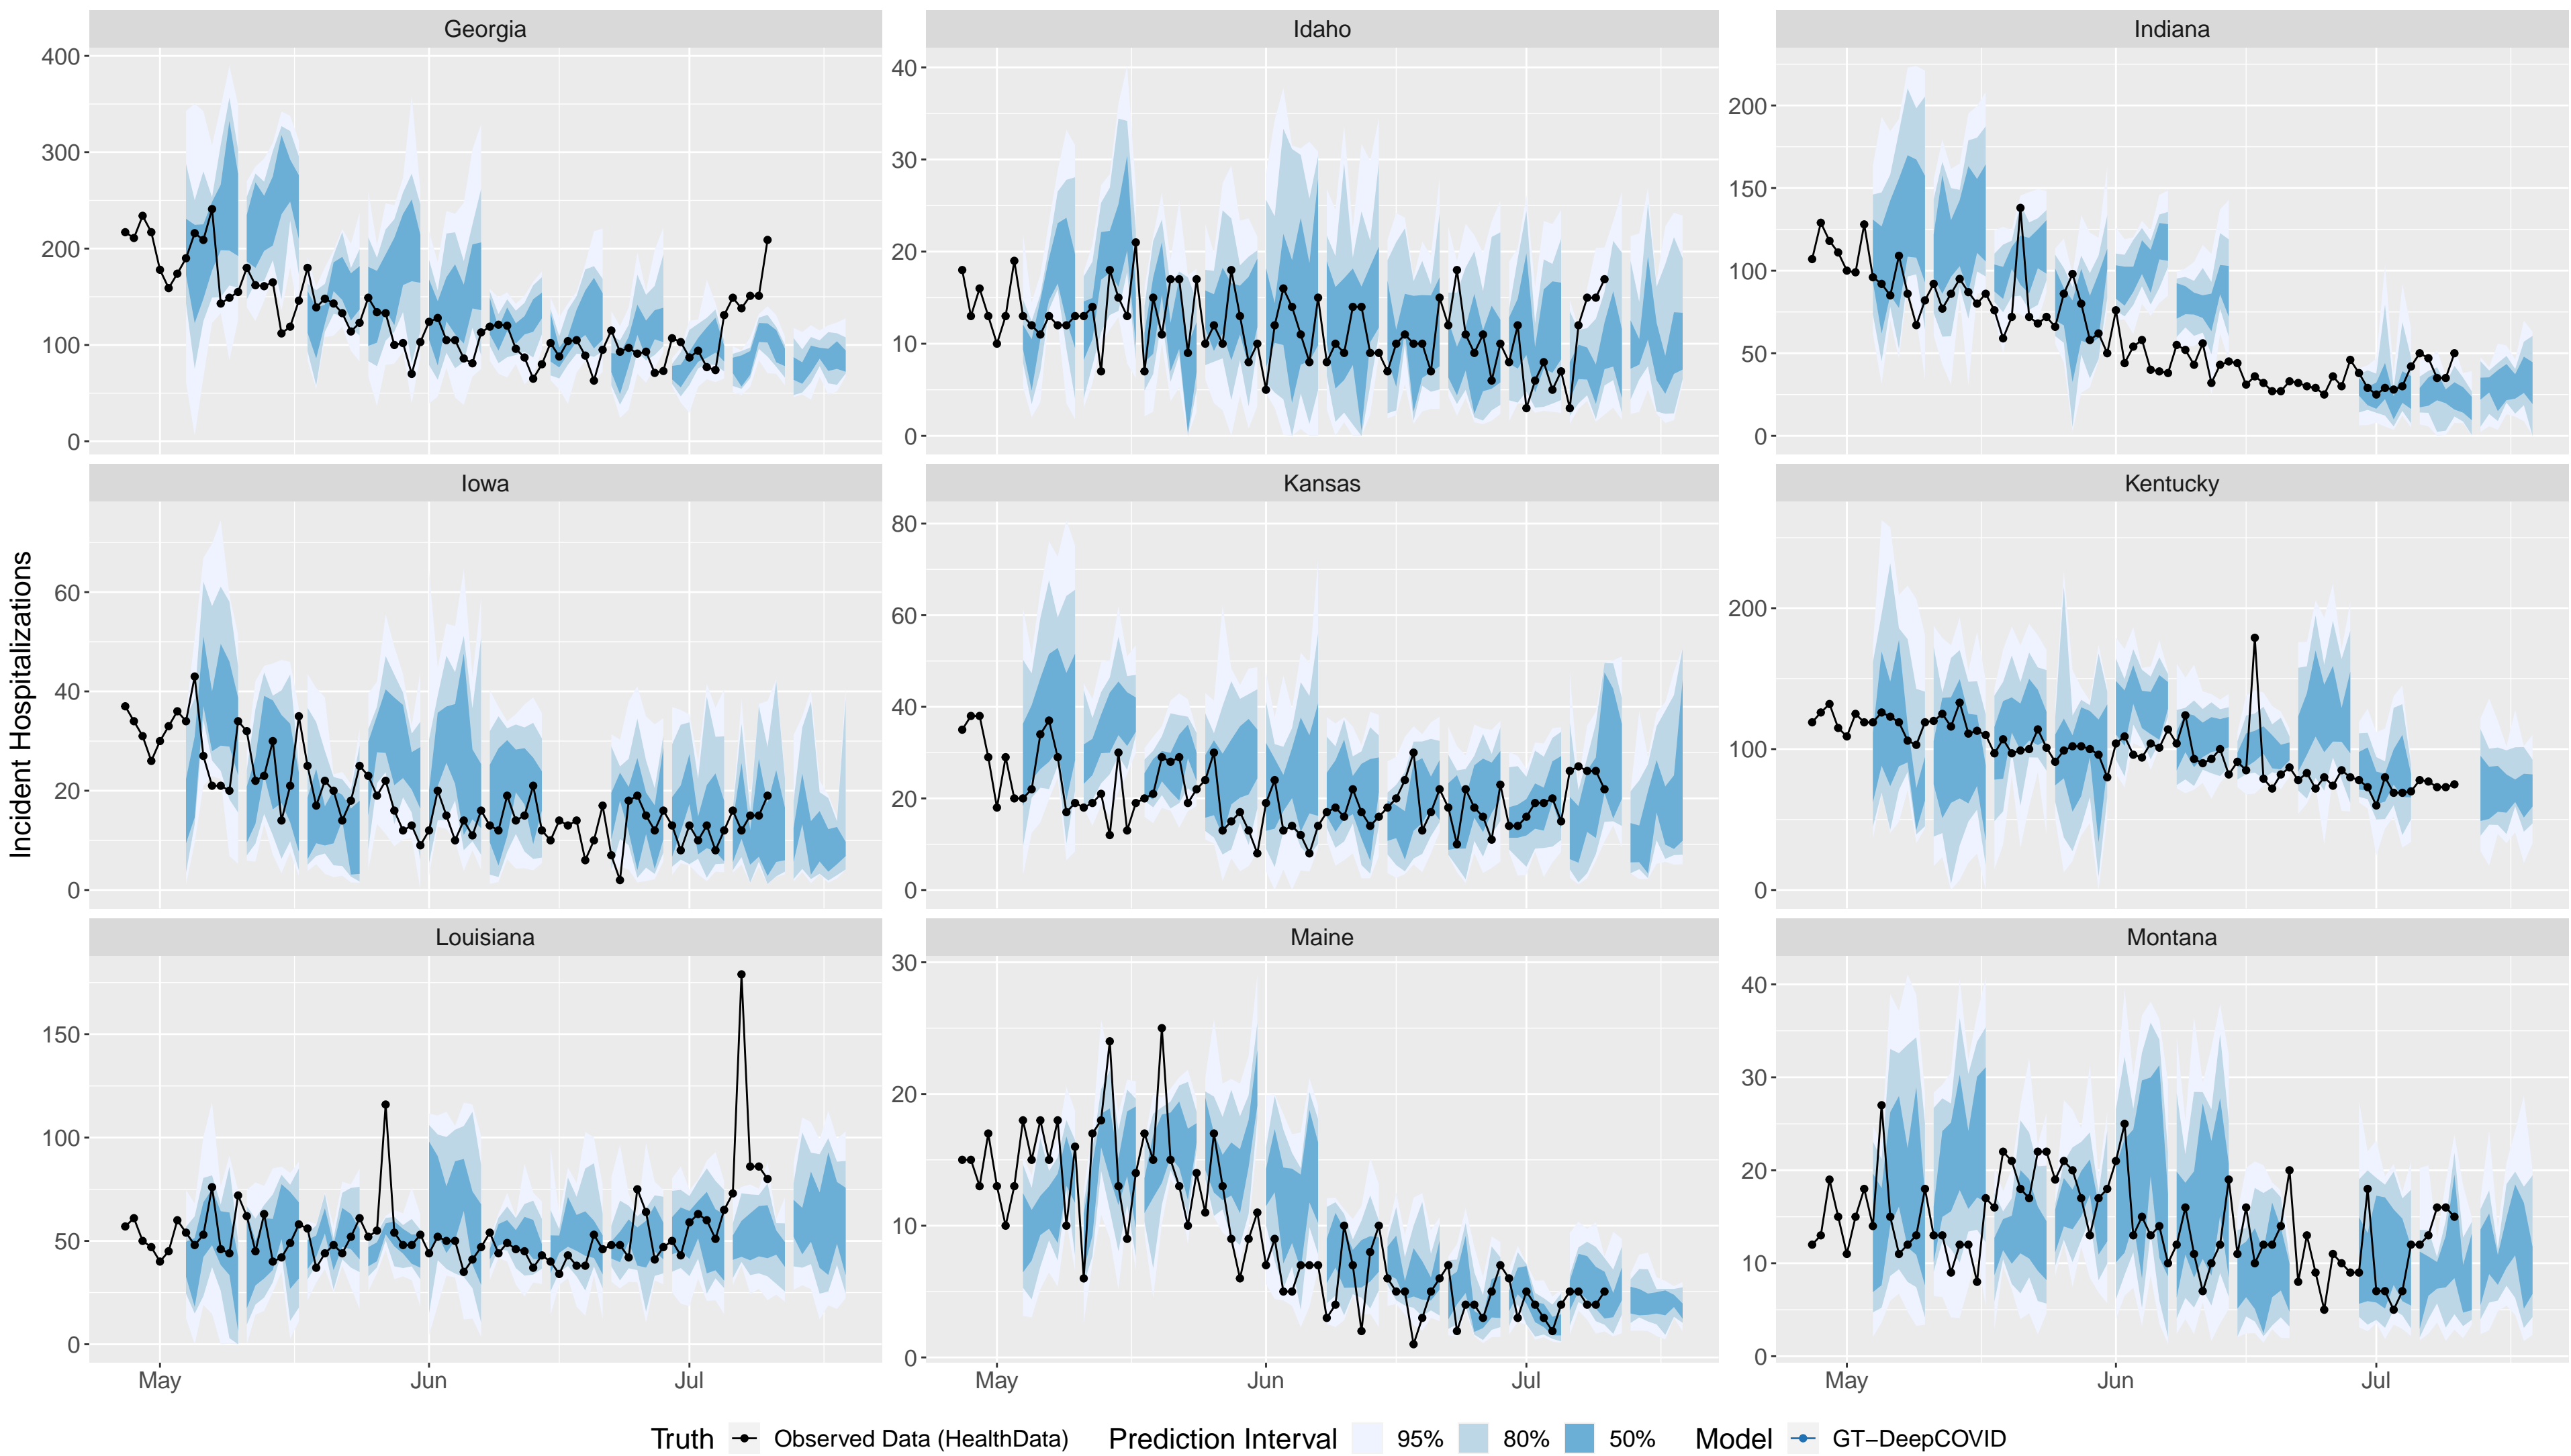 Georgia
Idaho
Indiana
400
300
200
100
0
40
30
20
10
0
200
150
100
50
0
Iowa
Kansas
Kentucky
Incident Hospitalizations
60
40
20
0
80
60
40
20
0
200
100
0
Louisiana
Maine
Montana
150
100
50
0
30
20
10
0
40
30
20
10
0
May Jun Jul
May Jun Jul
May Jun Jul
Truth Observed Data (HealthData) Prediction Interval 95% 80% 50% Model GT−DeepCOVID